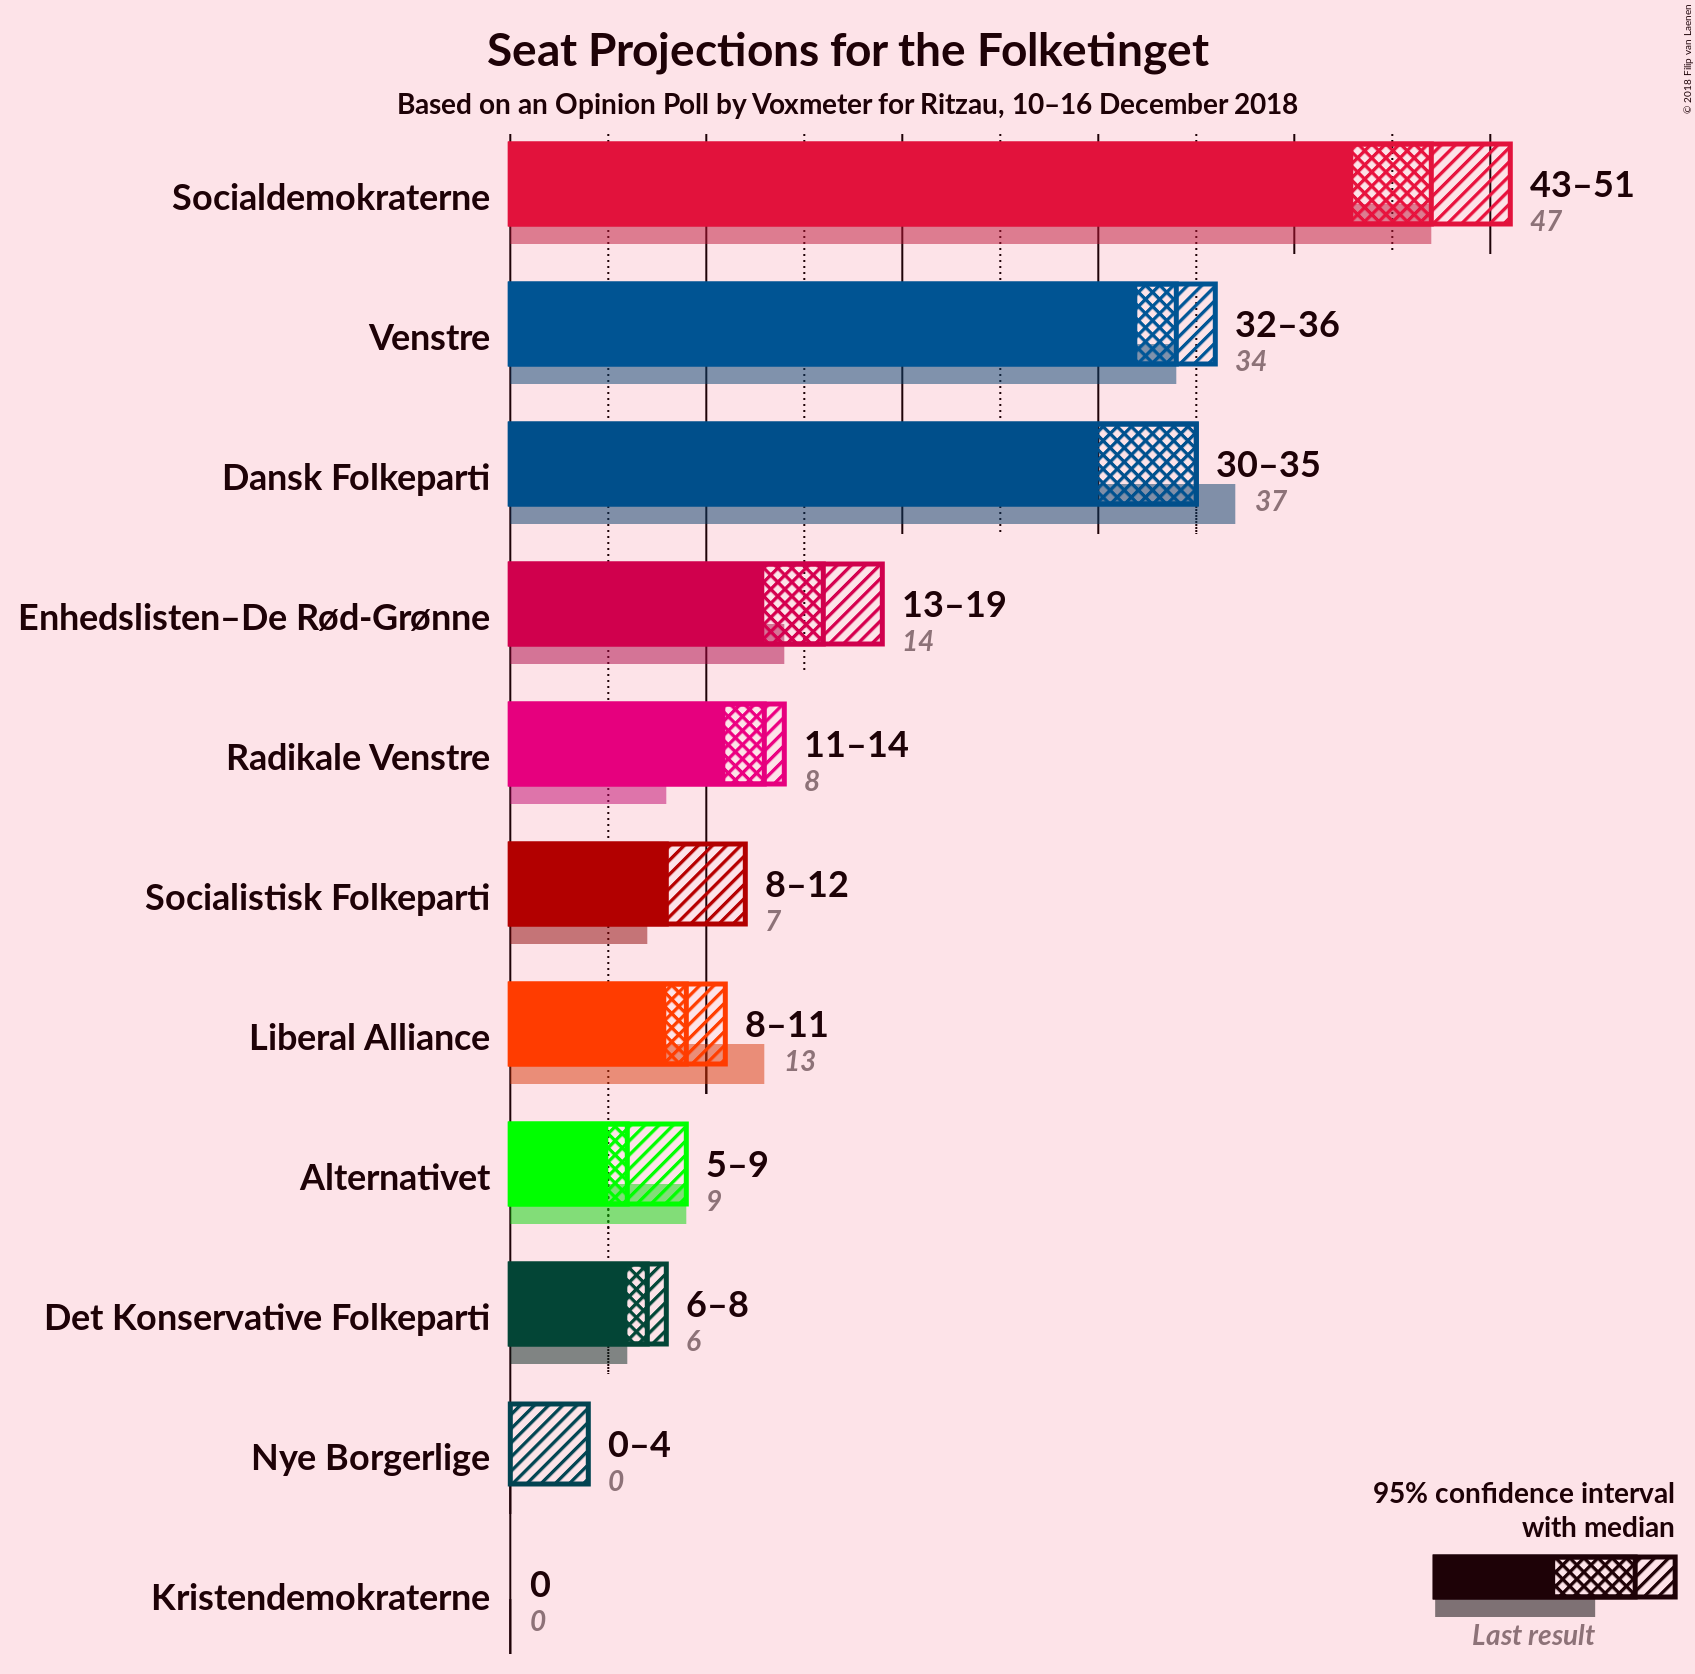 Seat Projections for the Folketinget
Based on an Opinion Poll by Voxmeter for Ritzau, 10–16 December 2018
© 2018 Filip van Laenen
Socialdemokraterne
43–51
47
Venstre
32–36
34
Dansk Folkeparti
30–35
37
Enhedslisten–De Rød-Grønne
13–19
14
Radikale Venstre
11–14
8
Socialistisk Folkeparti
8–12
7
Liberal Alliance
8–11
13
Alternativet
5–9
9
Det Konservative Folkeparti
6–8
6
Nye Borgerlige
0–4
0
Kristendemokraterne
0
0
95% confidence interval
with median
Last result